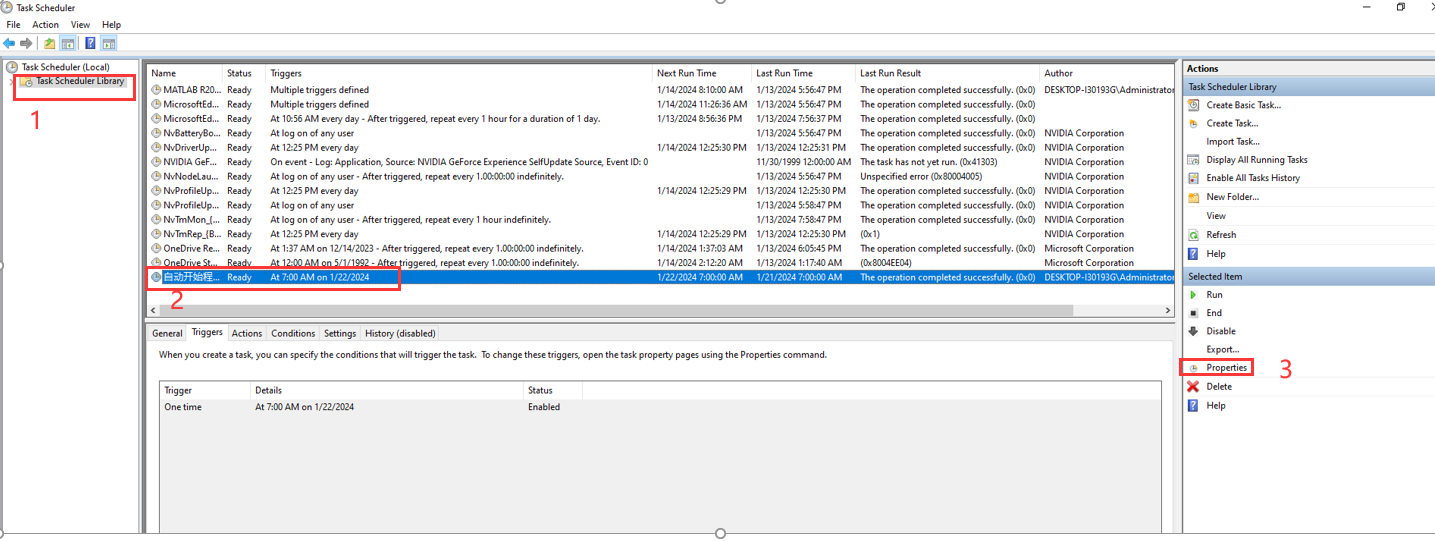 Task Scheduler
File Action View Help
Task Scheduler (Local)
Task Scheduler Library
1
Name Status Triggers Next Run Time Last Run Time Last Run Result Author
MATLAB R20... Ready Multiple triggers defined 1/14/2024 8:10:00 AM 1/13/2024 5:56:47 PM The operation completed successfully. (0x0) DESKTOP-I30193G\Administrator
MicrosoftEd... Ready Multiple triggers defined 1/14/2024 11:26:36 AM 1/13/2024 5:56:47 PM The operation completed successfully. (0x0)
MicrosoftEd... Ready At 10:56 AM every day - After triggered, repeat every 1 hour for a duration of 1 day. 1/13/2024 8:56:36 PM 1/13/2024 7:56:37 PM The operation completed successfully. (0x0)
NvBatteryBo... Ready At log on of any user 1/13/2024 5:56:47 PM The operation completed successfully. (0x0) NVIDIA Corporation
NvDriverUp... Ready At 12:25 PM every day 1/14/2024 12:25:30 PM 1/13/2024 12:25:31 PM The operation completed successfully. (0x0) NVIDIA Corporation
NVIDIA GeF... Ready On event - Log: Application, Source: NVIDIA GeForce Experience SelfUpdate Source, Event ID: 0 11/30/1999 12:00:00 AM The task has not yet run. (0x41303) NVIDIA Corporation
NvNodeLau... Ready At log on of any user - After triggered, repeat every 1.00:00:00 indefinitely. 1/13/2024 5:56:47 PM Unspecified error (0x80004005) NVIDIA Corporation
NvProfileUp... Ready At 12:25 PM every day 1/14/2024 12:25:29 PM 1/13/2024 12:25:30 PM The operation completed successfully. (0x0) NVIDIA Corporation
NvProfileUp... Ready At log on of any user 1/13/2024 5:58:47 PM The operation completed successfully. (0x0) NVIDIA Corporation
NvTmMon_{... Ready At log on of any user - After triggered, repeat every 1 hour indefinitely. 1/13/2024 7:58:47 PM The operation completed successfully. (0x0) NVIDIA Corporation
NvTmRep_{B... Ready At 12:25 PM every day 1/14/2024 12:25:29 PM 1/13/2024 12:25:30 PM (0x1) NVIDIA Corporation
OneDrive Re... Ready At 1:37 AM on 12/14/2023 - After triggered, repeat every 1.00:00:00 indefinitely. 1/14/2024 1:37:03 AM 1/13/2024 6:05:45 PM The operation completed successfully. (0x0) Microsoft Corporation
OneDrive St... Ready At 12:00 AM on 5/1/1992 - After triggered, repeat every 1.00:00:00 indefinitely. 1/14/2024 2:12:20 AM 1/13/2024 1:17:40 AM (0x8004EE04) Microsoft Corporation
自动开始程... Ready At 7:00 AM on 1/22/2024 1/22/2024 7:00:00 AM 1/21/2024 7:00:00 AM The operation completed successfully. (0x0) DESKTOP-I30193G\Administrator
2
General Triggers Actions Conditions Settings History (disabled)
When you create a task, you can specify the conditions that will trigger the task. To change these triggers, open the task property pages using the Properties command.
Trigger Details Status
One time At 7:00 AM on 1/22/2024 Enabled
Actions
Task Scheduler Library
Create Basic Task...
Create Task...
Import Task...
Display All Running Tasks
Enable All Tasks History
New Folder...
View
Refresh
Help
Selected Item
Run
End
Disable
Export...
Properties 3
Delete
Help